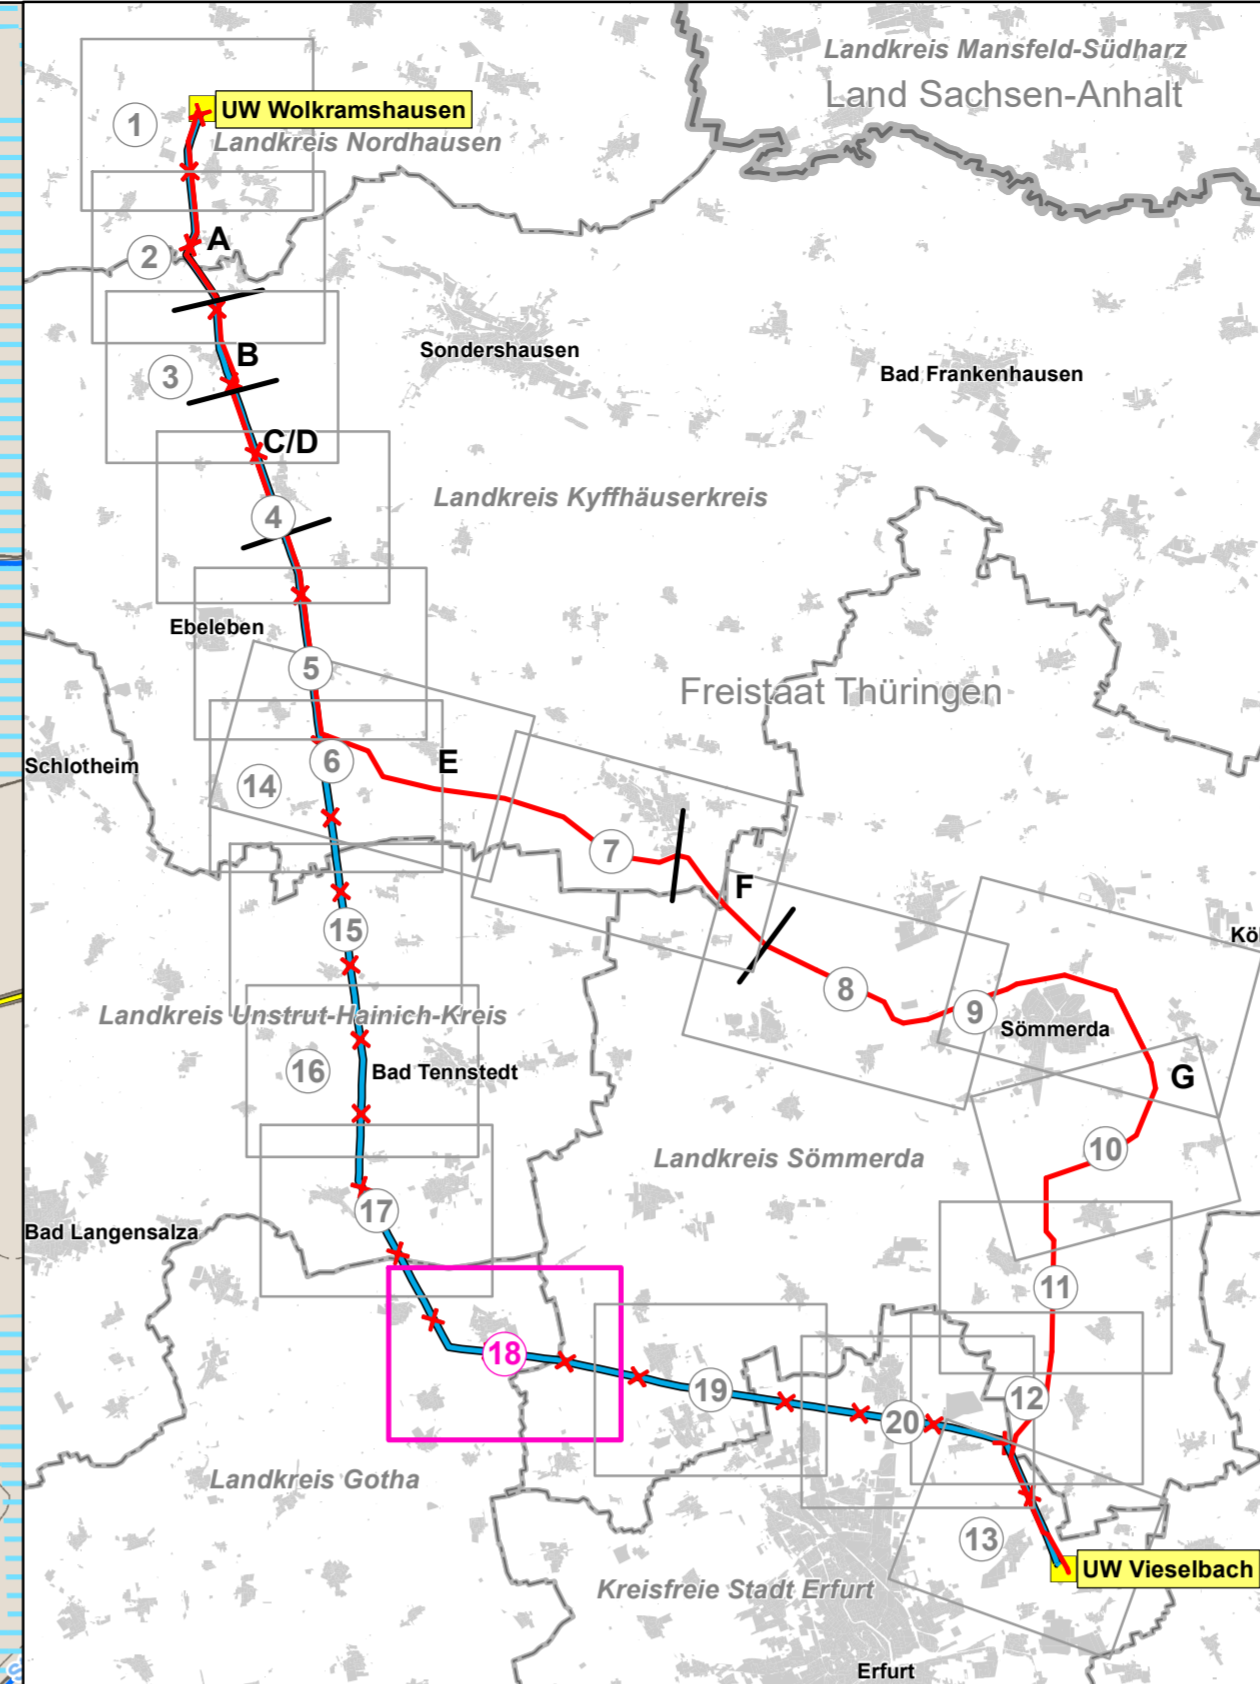 Landkreis Mansfeld-Südharz
Land Sachsen-Anhalt
UW Wolkramshausen
1
Landkreis Nordhausen
A
2
Sondershausen
B
3
Bad Frankenhausen
C/D
Landkreis Kyffhäuserkreis
4
Ebeleben
5
Freistaat Thüringen
Schlotheim
6
E
14
7
F
15
Kö
8
9
Landkreis Unstrut-Hainich-Kreis
Sömmerda
16
Bad Tennstedt
G
10
Landkreis Sömmerda
17
Bad Langensalza
11
18
19
12
20
Landkreis Gotha
13
UW Vieselbach
Kreisfreie Stadt Erfurt
Erfurt